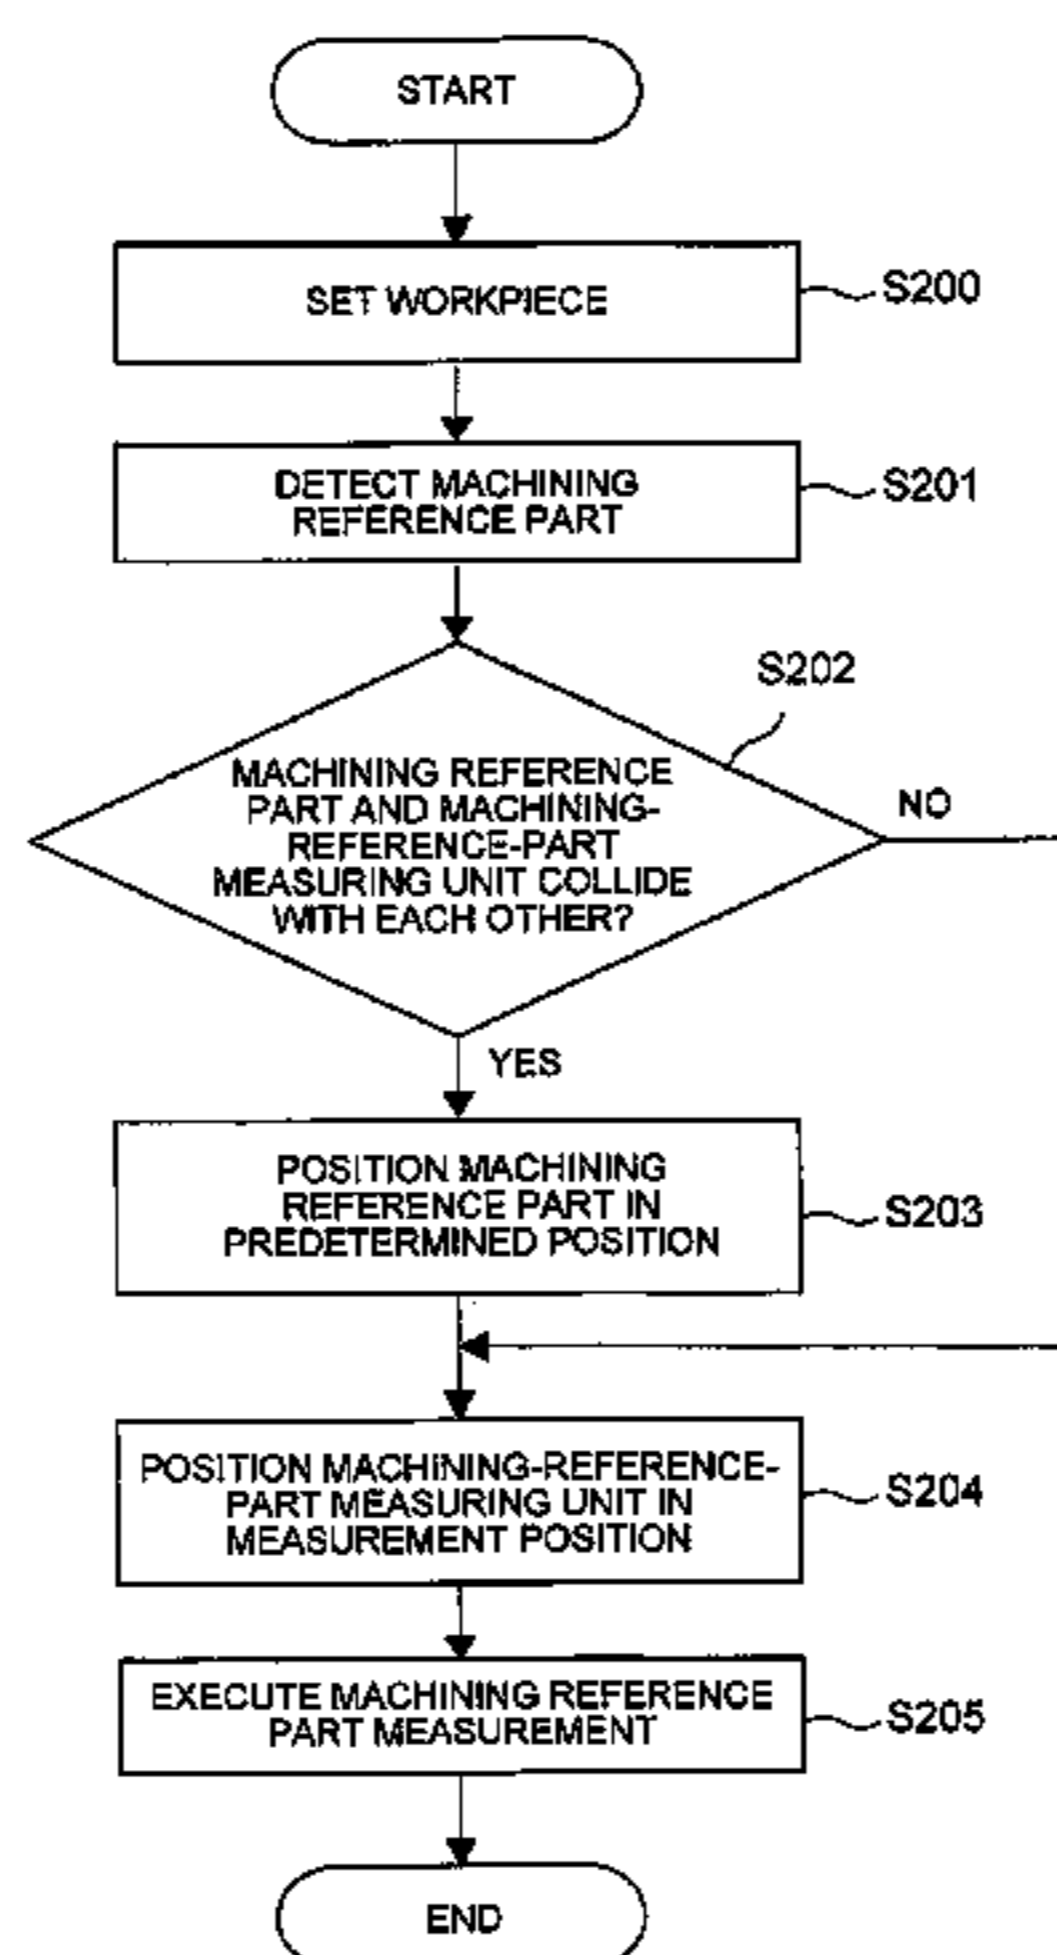 START
SET WORKPIECE
S200
DETECT MACHINING
REFERENCE PART
S201
S202
MACHINING REFERENCE
PART AND MACHINING-
REFERENCE-PART
MEASURING UNIT COLLIDE
WITH EACH OTHER?
NO
YES
POSITION MACHINING
REFERENCE PART IN
PREDETERMINED POSITION
S203
POSITION MACHINING-REFERENCE-
PART MEASURING UNIT IN
MEASUREMENT POSITION
S204
EXECUTE MACHINING REFERENCE
PART MEASUREMENT
S205
END